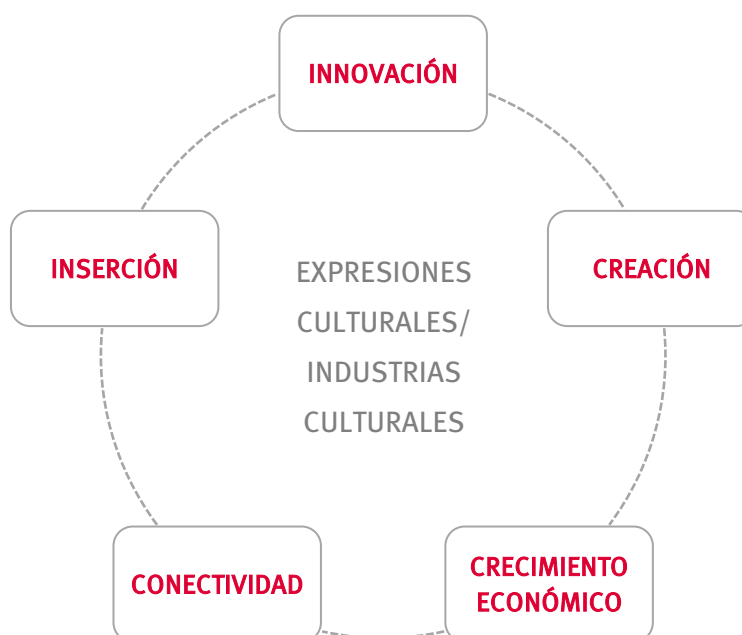 INNOVACIÓN
INSERCIÓN
CREACIÓN
EXPRESIONES
CULTURALES/
INDUSTRIAS
CULTURALES
CONECTIVIDAD
CRECIMIENTO
ECONÓMICO